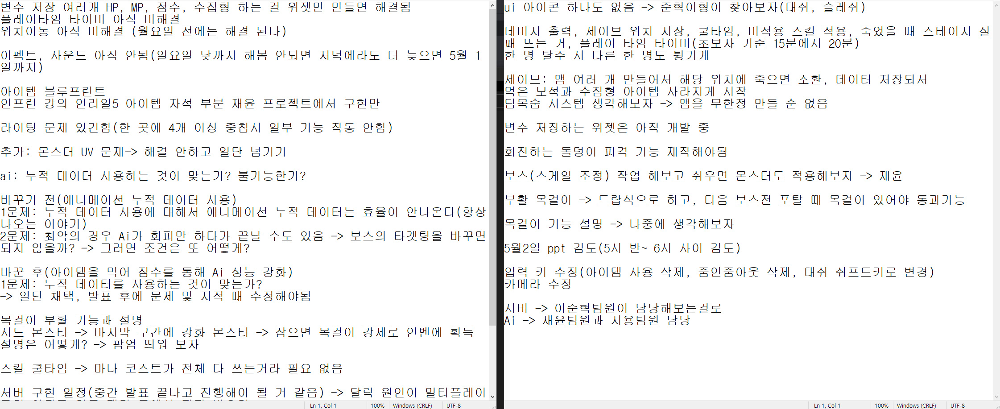 변수 저장 여러개 HP, MP, 점수, 수집형 하는 걸 위젯만 만들면 해결됨
플레이타임 타이머 아직 미해결
위치이동 아직 미해결 (월요일 전에는 해결 된다)
이펙트, 사운드 아직 안됨(일요일 낮까지 해봄 안되면 저녁에라도 더 늦으면 5월 1
일까지)
아이템 블루프린트
인프런 강의 언리얼5 아이템 자석 부분 재윤 프로젝트에서 구현만
라이팅 문제 있긴함(한 곳에 4개 이상 중첩시 일부 기능 작동 안함)
추가: 몬스터 UV 문제-> 해결 안하고 일단 넘기기
ai: 누적 데이터 사용하는 것이 맞는가? 불가능한가?
바꾸기 전(애니메이션 누적 데이터 사용)
1문제: 누적 데이터 사용에 대해서 애니메이션 누적 데이터는 효율이 안나온다(항상
나오는 이야기)
2문제: 최악의 경우 Ai가 회피만 하다가 끝날 수도 있음 -> 보스의 타겟팅을 바꾸면
되지 않을까? -> 그러면 조건은 또 어떻게?
바꾼 후(아이템을 먹어 점수를 통해 Ai 성능 강화)
1문제: 누적 데이터를 사용하는 것이 맞는가?
-> 일단 채택, 발표 후에 문제 및 지적 때 수정해야됨
목걸이 부활 기능과 설명
시드 몬스터 -> 마지막 구간에 강화 몬스터 -> 잡으면 목걸이 강제로 인벤에 획득
설명은 어떻게? -> 팝업 띄워 보자
스킬 쿨타임 -> 마나 코스트가 전체 다 쓰는거라 필요 없음
서버 구현 일정(중간 발표 끝나고 진행해야 될 거 같음) -> 탈락 원인이 멀티플레이
Ln 1, Col 1 100% Windows (CRLF) UTF-8
ui 아이콘 하나도 없음 -> 준혁이형이 찾아보자(대쉬, 슬레쉬)
데미지 출력, 세이브 위치 저장, 쿨타임, 미적용 스킬 적용, 죽었을 때 스테이지 실
패 뜨는 거, 플레이 타임 타이머(초보자 기준 15분에서 20분)
한 명 탈주 시 다른 한 명도 튕기게
세이브: 맵 여러 개 만들어서 해당 위치에 죽으면 소환, 데이터 저장되서
먹은 보석과 수집형 아이템 사라지게 시작
팀목숨 시스템 생각해보자 -> 맵을 무한정 만들 순 없음
변수 저장하는 위젯은 아직 개발 중
회전하는 돌덩이 피격 기능 제작해야됨
보스(스케일 조정) 작업 해보고 쉬우면 몬스터도 적용해보자 -> 재윤
부활 목걸이 -> 드랍식으로 하고, 다음 보스전 포탈 때 목걸이 있어야 통과가능
목걸이 기능 설명 -> 나중에 생각해보자
5월2일 ppt 검토(5시 반~ 6시 사이 검토)
입력 키 수정(아이템 사용 삭제, 줌인줌아웃 삭제, 대쉬 쉬프트키로 변경)
카메라 수정
서버 -> 이준혁팀원이 담당해보는걸로
Ai -> 재윤팀원과 지용팀원 담당
Ln 1, Col 1 100% Windows (CRLF) UTF-8